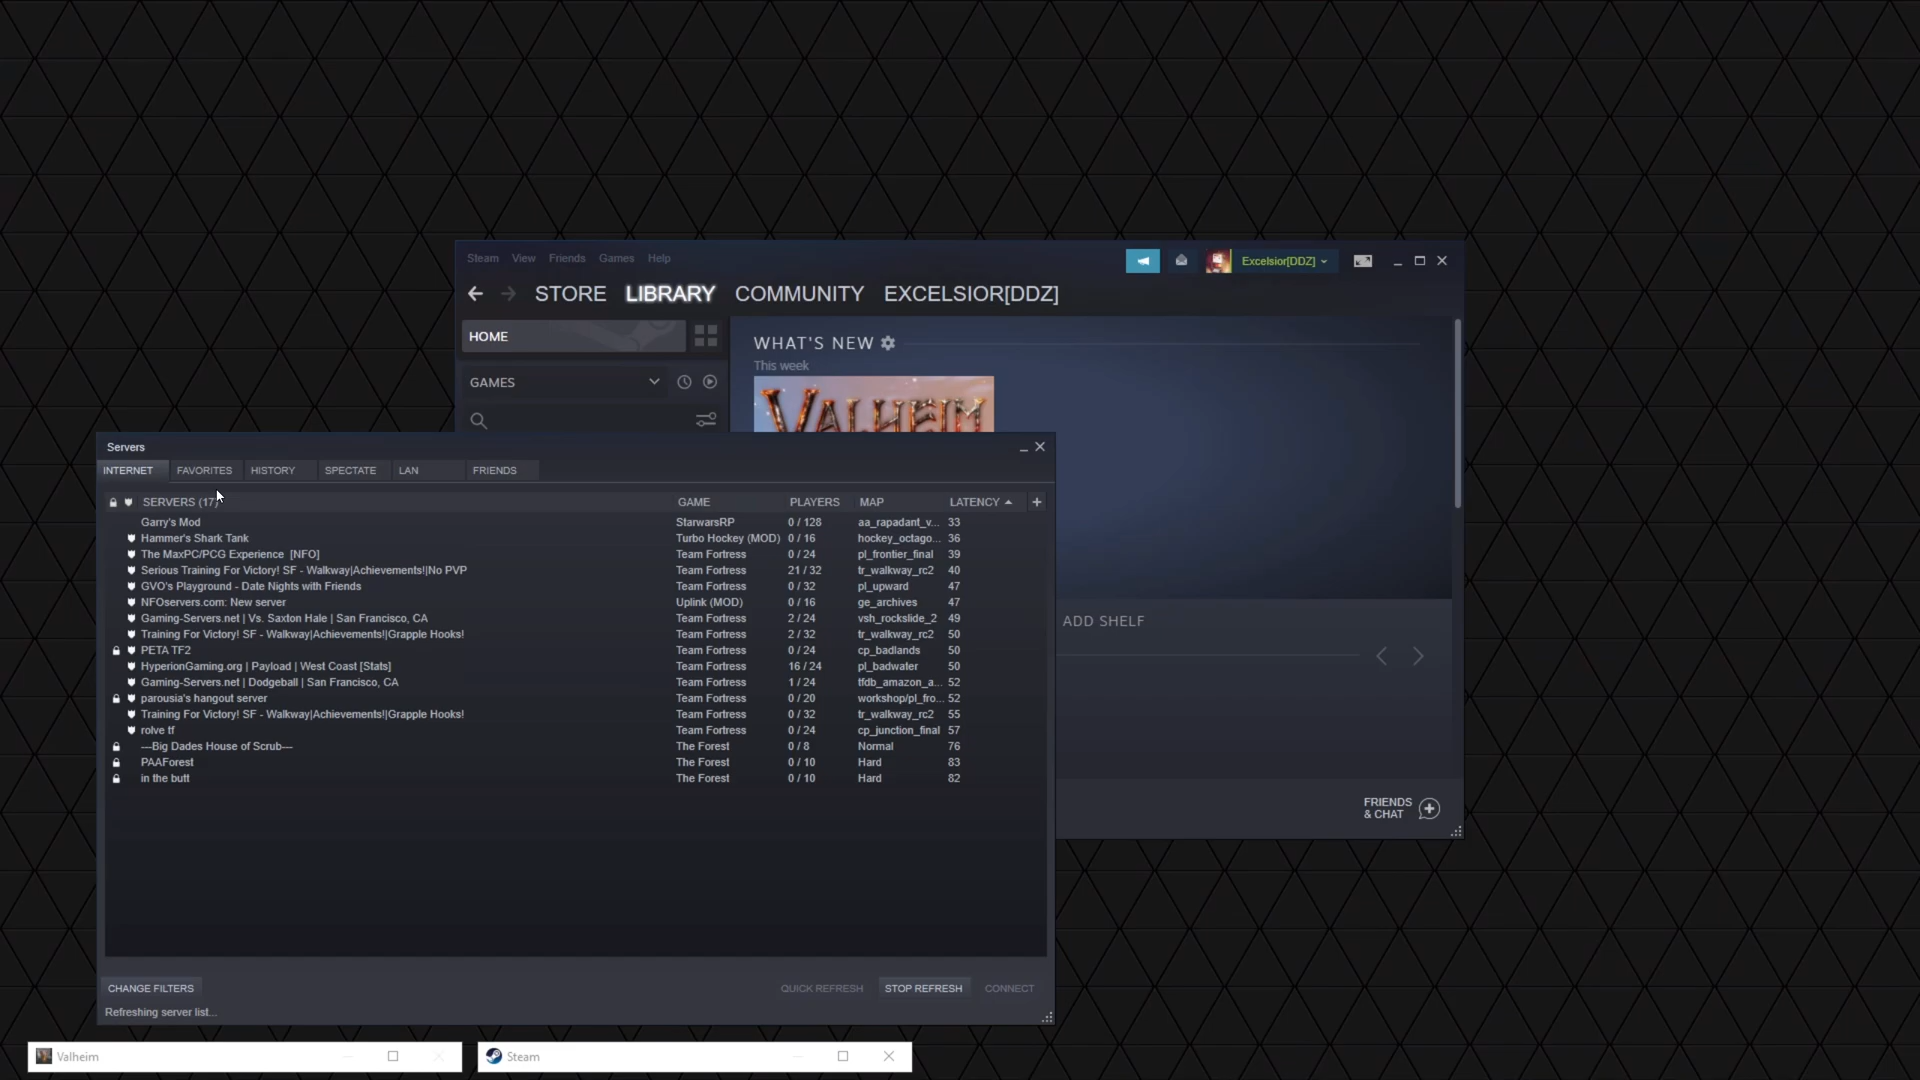 Steam View Friends Games Help
Excelsior[DDZ]
STORE LIBRARY COMMUNITY EXCELSIOR[DDZ]
HOME
WHAT'S NEW
This week
GAMES
VALHEIM
Servers
INTERNET FAVORITES HISTORY SPECTATE LAN FRIENDS
SERVERS (17) GAME PLAYERS MAP LATENCY
Garry's Mod StarwarsRP 0 / 128 aa_rapadant_v... 33
Hammer's Shark Tank Turbo Hockey (MOD) 0 / 16 hockey_octago... 36
The MaxPC/PCG Experience [NFO] Team Fortress 0 / 24 pl_frontier_final 39
Serious Training For Victory! SF - Walkway|Achievements!|No PVP Team Fortress 21 / 32 tr_walkway_rc2 40
GVO's Playground - Date Nights with Friends Team Fortress 0 / 32 pl_upward 47
NFOservers.com: New server Uplink (MOD) 0 / 16 ge_archives 47
Gaming-Servers.net | Vs. Saxton Hale | San Francisco, CA Team Fortress 2 / 24 vsh_rockslide_2 49
Training For Victory! SF - Walkway|Achievements!|Grapple Hooks! Team Fortress 2 / 32 tr_walkway_rc2 50
PETA TF2 Team Fortress 0 / 24 cp_badlands 50
HyperionGaming.org | Payload | West Coast [Stats] Team Fortress 16 / 24 pl_badwater 50
Gaming-Servers.net | Dodgeball | San Francisco, CA Team Fortress 1 / 24 tfdb_amazon_a... 52
parousia's hangout server Team Fortress 0 / 20 workshop/pl_fro... 52
Training For Victory! SF - Walkway|Achievements!|Grapple Hooks! Team Fortress 0 / 32 tr_walkway_rc2 55
rolve tf Team Fortress 0 / 24 cp_junction_final 57
---Big Dades House of Scrub--- The Forest 0 / 8 Normal 76
PAAForest The Forest 0 / 10 Hard 83
in the butt The Forest 0 / 10 Hard 82
ADD SHELF
FRIENDS
& CHAT
CHANGE FILTERS QUICK REFRESH STOP REFRESH CONNECT
Refreshing server list...
Valheim
Steam